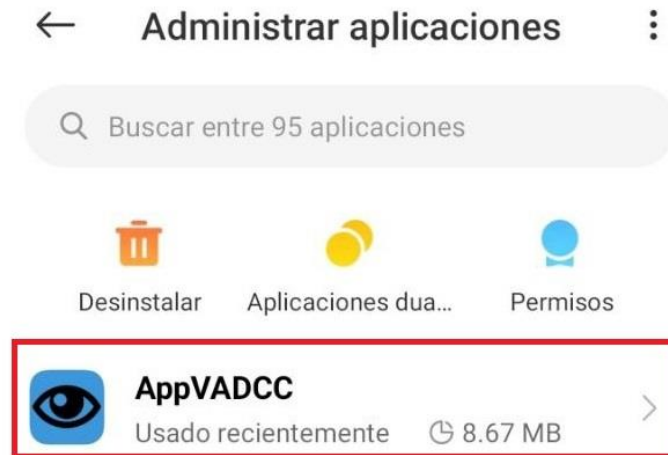 Administrar aplicaciones
Buscar entre 95 aplicaciones
Desinstalar Aplicaciones dua... Permisos
AppVADCC
Usado recientemente 8.67 MB